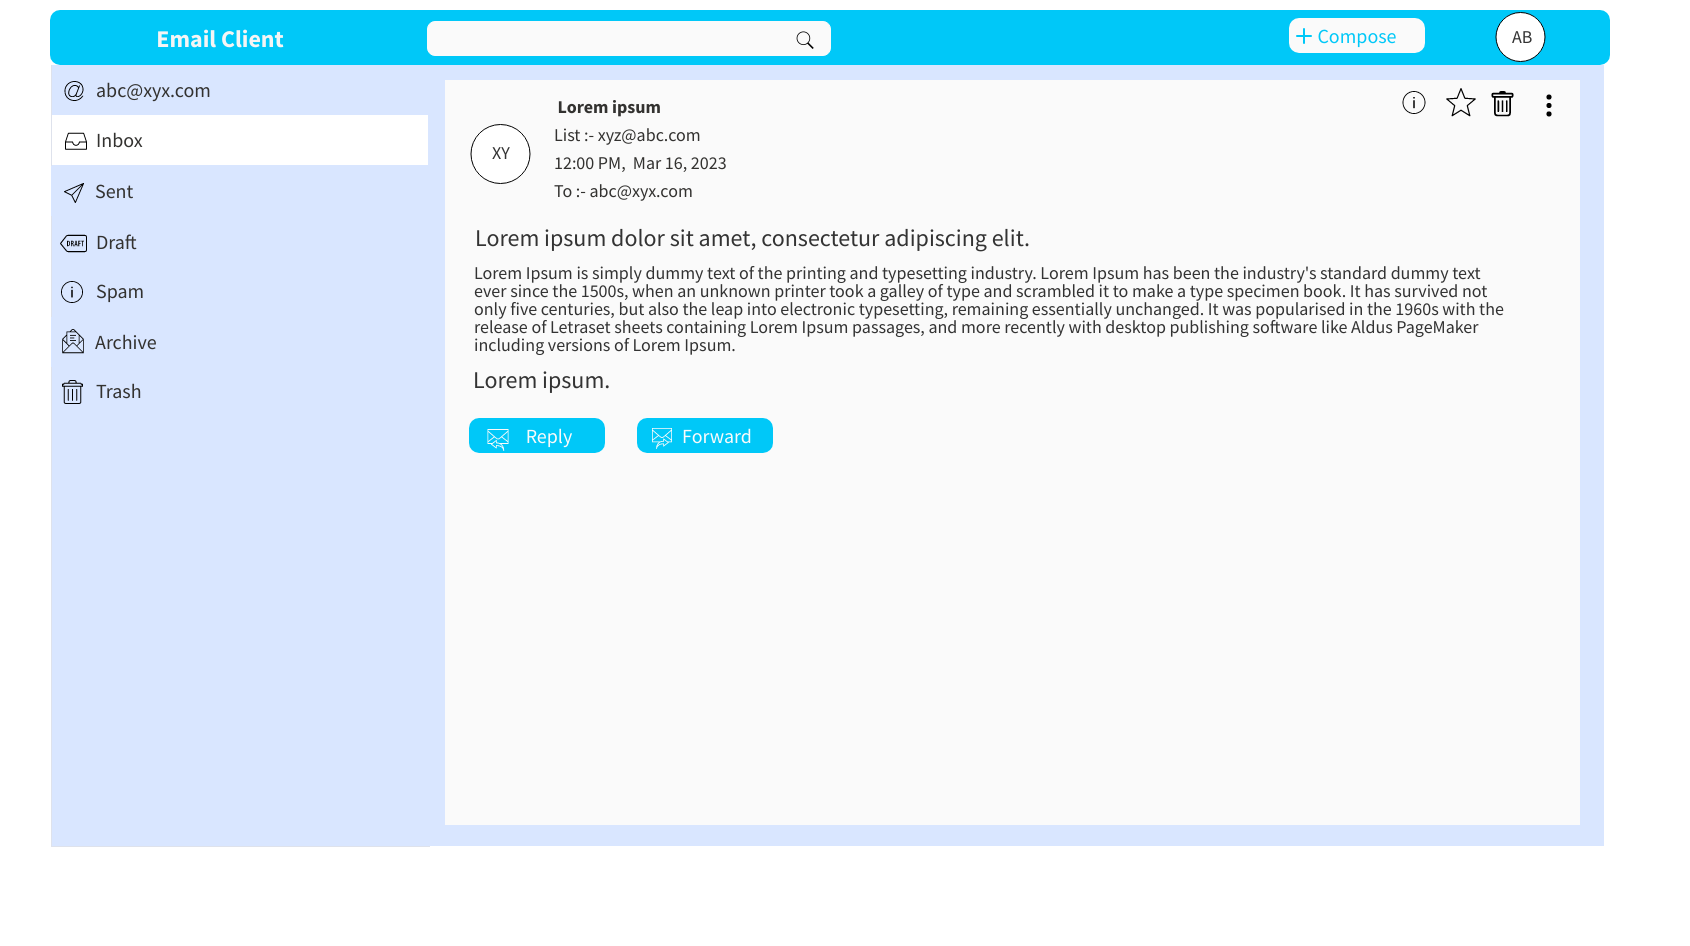 Email Client
+ Compose
AB
abc@xyx.com
Inbox
Sent
DRAFT Draft
Spam
Archive
Trash
Lorem ipsum
XY
List :- xyz@abc.com
12:00 PM,  Mar 16, 2023
To :- abc@xyx.com
Lorem ipsum dolor sit amet, consectetur adipiscing elit.
Lorem Ipsum is simply dummy text of the printing and typesetting industry. Lorem Ipsum has been the industry's standard dummy text
ever since the 1500s, when an unknown printer took a galley of type and scrambled it to make a type specimen book. It has survived not
only five centuries, but also the leap into electronic typesetting, remaining essentially unchanged. It was popularised in the 1960s with the
release of Letraset sheets containing Lorem Ipsum passages, and more recently with desktop publishing software like Aldus PageMaker
including versions of Lorem Ipsum.
Lorem ipsum.
Reply
Forward